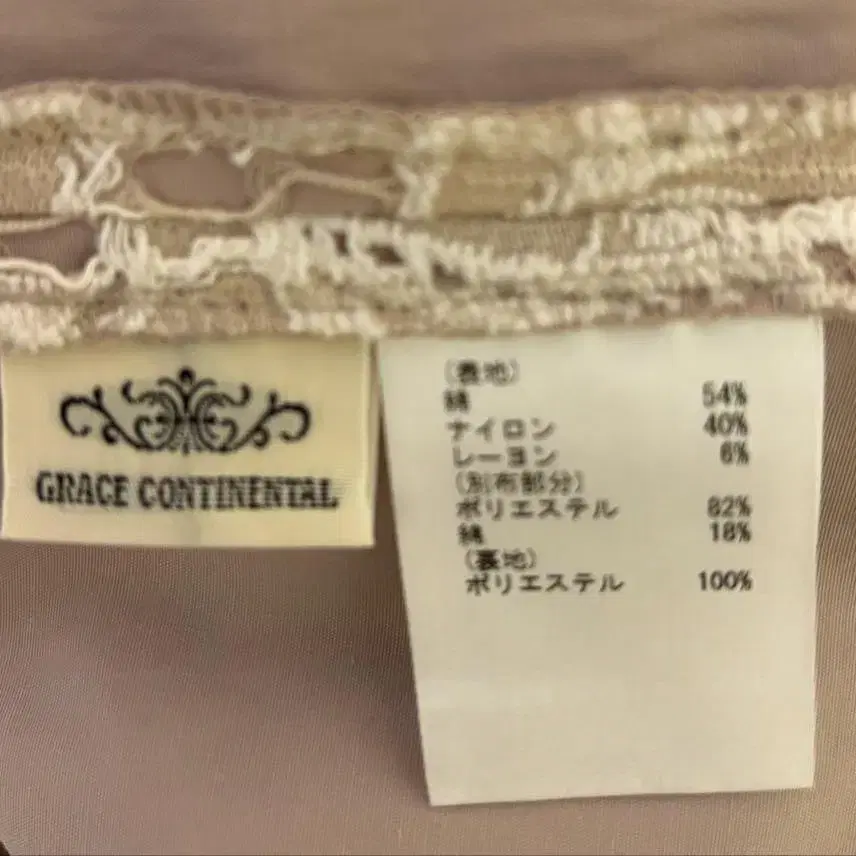 GRACE CONTINENTAL
(表地)
綿 54%
ナイロン 40%
レーヨン 6%
(別布部分)
ポリエステル 82%
綿 18%
(裏地)
ポリエステル 100%